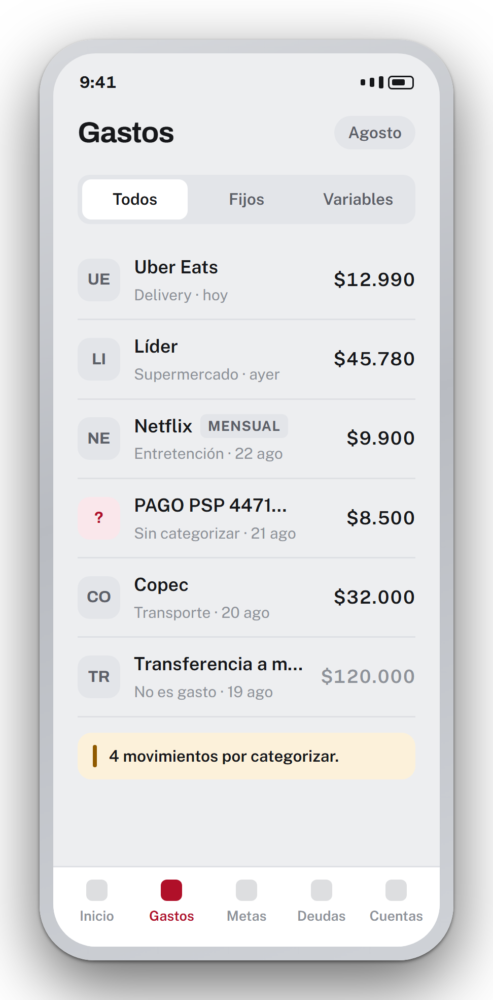 9:41
Gastos
Agosto
Todos Fijos Variables
UE
Uber Eats
Delivery · hoy
$12.990
LI
Líder
Supermercado · ayer
$45.780
NE
Netflix MENSUAL
Entretención · 22 ago
$9.900
?
PAGO PSP 4471...
Sin categorizar · 21 ago
$8.500
CO
Copec
Transporte · 20 ago
$32.000
TR
Transferencia a m...
No es gasto · 19 ago
$120.000
4 movimientos por categorizar.
Inicio Gastos Metas Deudas Cuentas